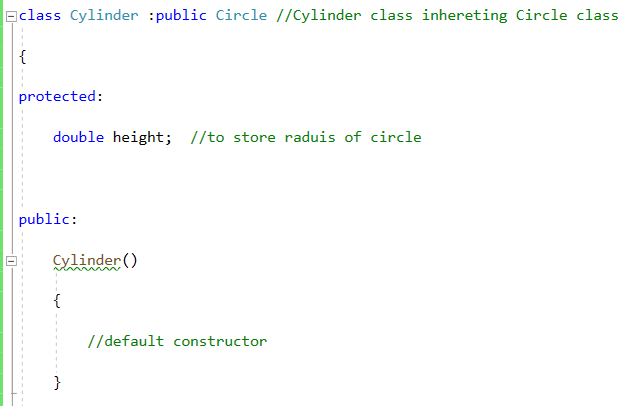 class Cylinder :public Circle //Cylinder class inhereting Circle class
{
protected:
double height;  //to store raduis of circle
public:
Cylinder()
{
//default constructor
}